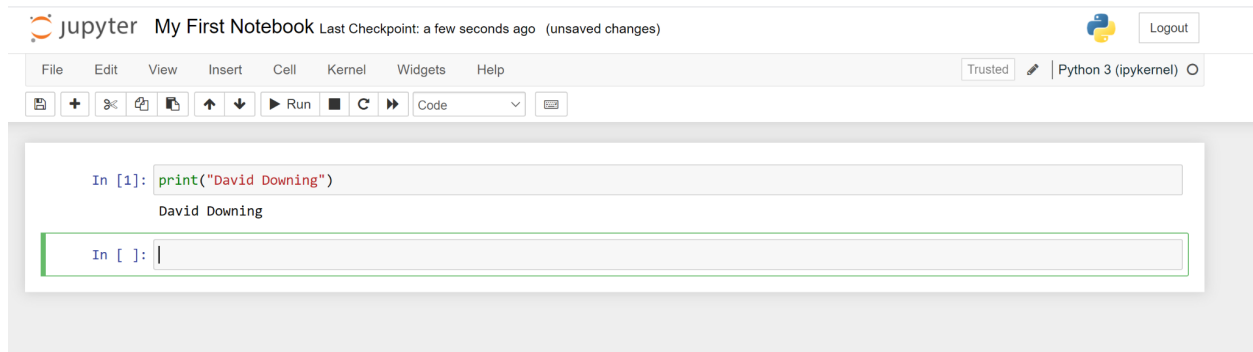 jupyter My First Notebook Last Checkpoint: a few seconds ago (unsaved changes) Logout
File Edit View Insert Cell Kernel Widgets Help Trusted Python 3 (ipykernel)
Run Code
In [1]: print("David Downing")
David Downing
In [ ]: